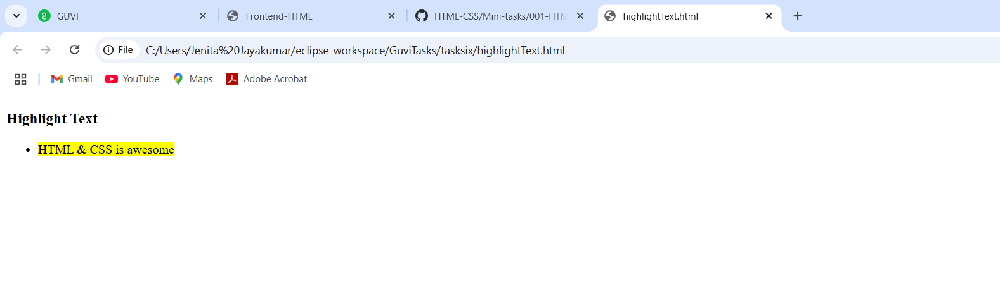 GUVI
Frontend-HTML
HTML-CSS/Mini-tasks/001-HTM
highlightText.html
File C:/Users/Jenita%20Jayakumar/eclipse-workspace/GuviTasks/tasksix/highlightText.html
Gmail YouTube Maps Adobe Acrobat
Highlight Text
HTML & CSS is awesome